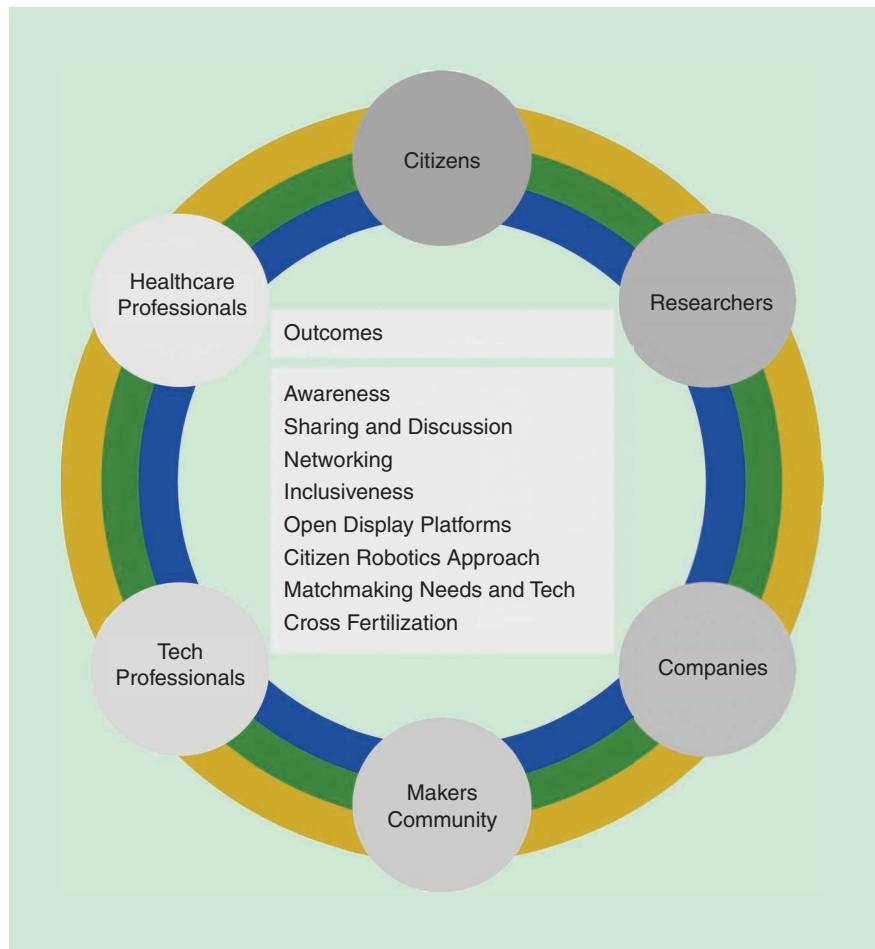 Citizens
Healthcare
Professionals
Researchers
Outcomes
Awareness
Sharing and Discussion
Networking
Inclusiveness
Open Display Platforms
Citizen Robotics Approach
Matchmaking Needs and Tech
Cross Fertilization
Tech
Professionals
Companies
Makers
Community